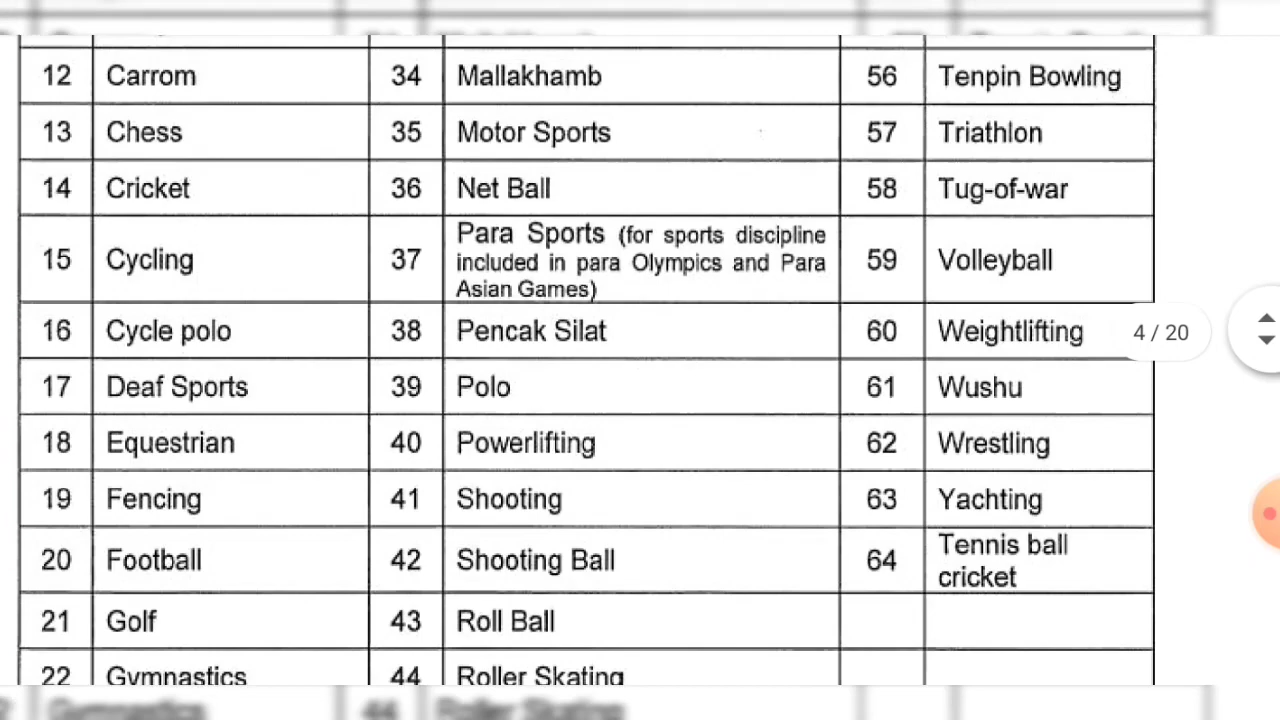 12 Carrom 34 Mallakhamb 56 Tenpin Bowling
13 Chess 35 Motor Sports 57 Triathlon
14 Cricket 36 Net Ball 58 Tug-of-war
15 Cycling 37 Para Sports (for sports discipline
included in para Olympics and Para
Asian Games) 59 Volleyball
16 Cycle polo 38 Pencak Silat 60 Weightlifting 4 / 20
17 Deaf Sports 39 Polo 61 Wushu
18 Equestrian 40 Powerlifting 62 Wrestling
19 Fencing 41 Shooting 63 Yachting
20 Football 42 Shooting Ball 64 Tennis ball
cricket
21 Golf 43 Roll Ball
22 Gymnastics 44 Roller Skating
Gymnastics 44 Roller Skating